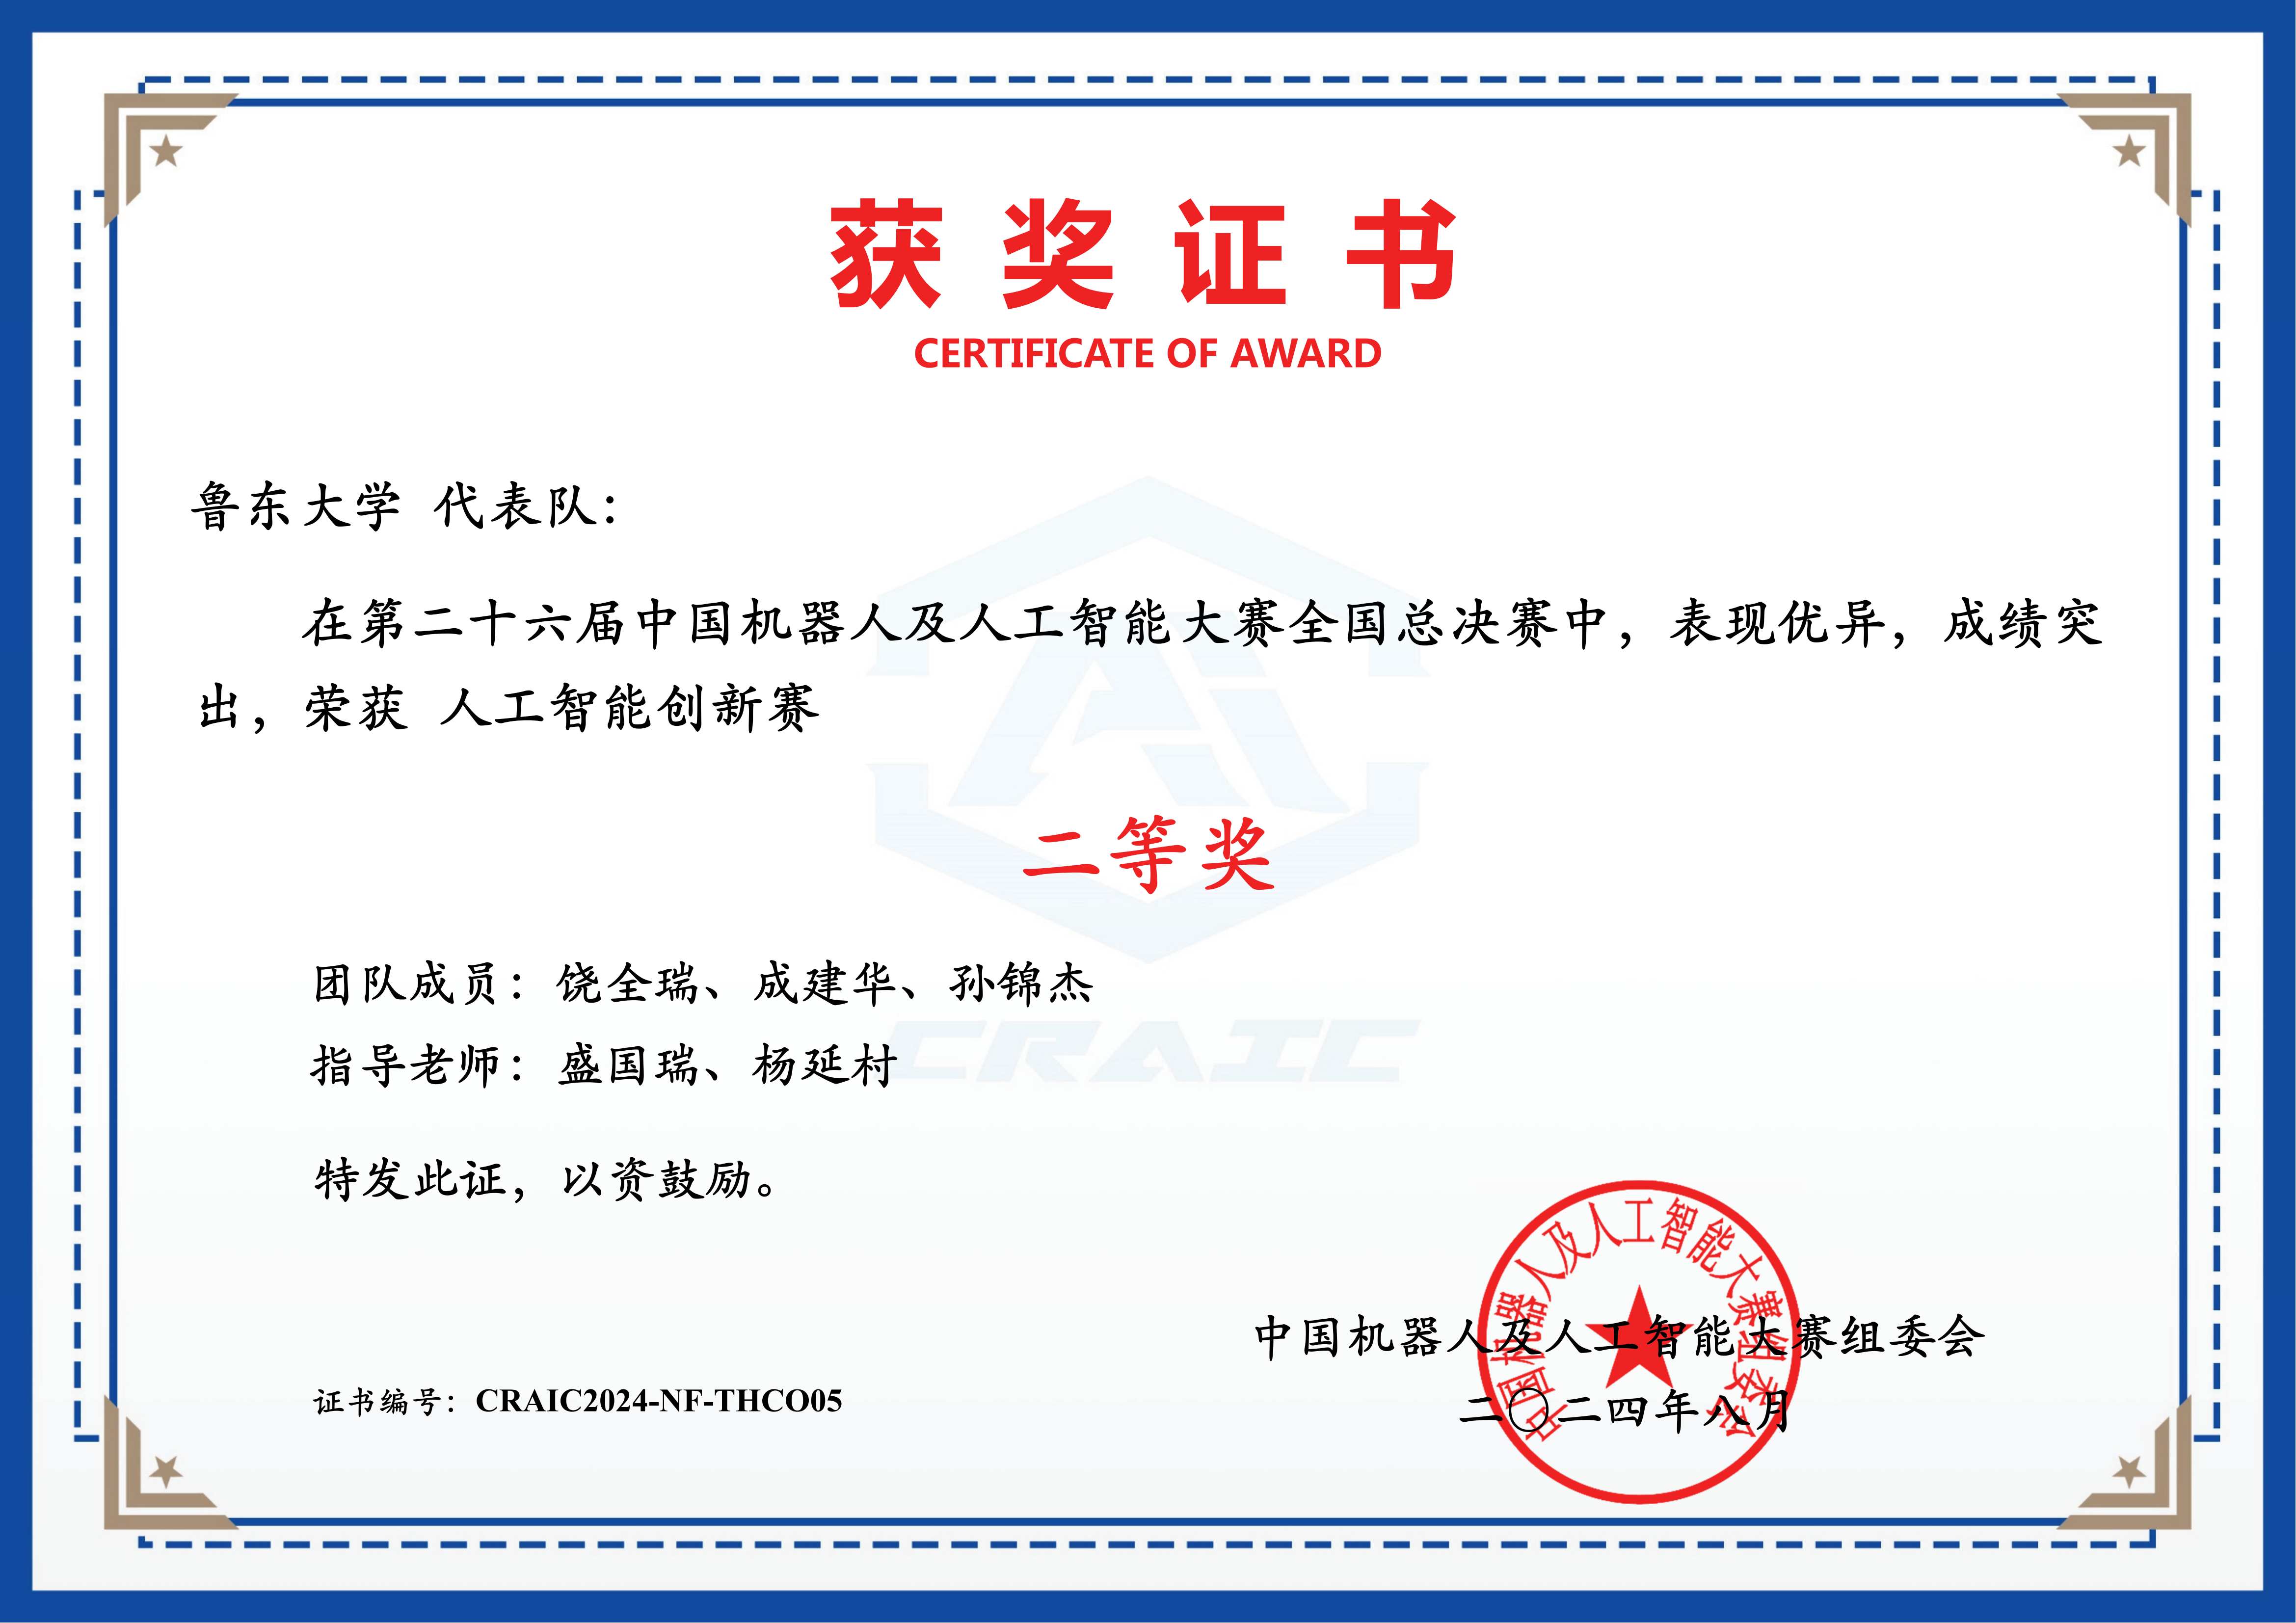 获奖证书
CERTIFICATE OF AWARD
鲁东大学 代表队：
在第二十六届中国机器人及人工智能大赛全国总决赛中，表现优异，成绩突
出，荣获 人工智能创新赛
二等奖
团队成员：饶全瑞、成建华、孙锦杰
指导老师：盛国瑞、杨延村
CRAIC
特发此证，以资鼓励。
中国机器人及人工智能大赛组委会
中国机器人及人工智能大赛组委会
二〇二四年八月
证书编号：CRAIC2024-NF-THCO05